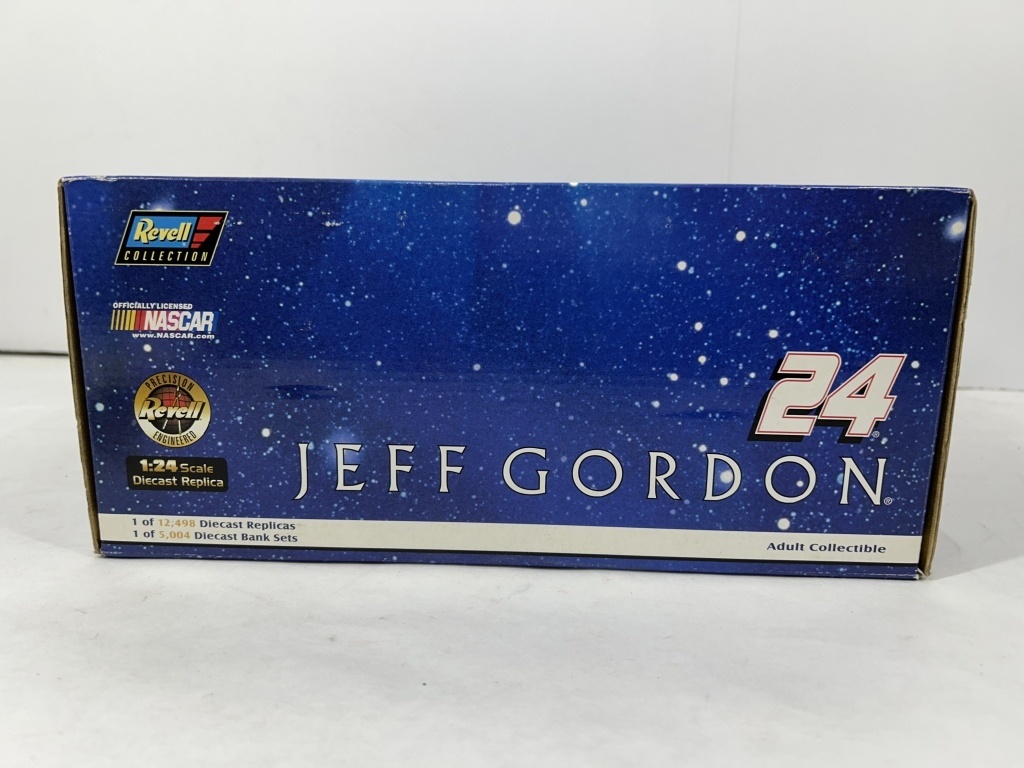 Revell
COLLECTION
OFFICIALLY LICENSED
NASCAR
www.NASCAR.com
PRECISION
Revell
ENGINEERED
1:24 Scale
Diecast Replica
24®
JEFF GORDON®
1 of 12,498 Diecast Replicas
1 of 5,004 Diecast Bank Sets
Adult Collectible